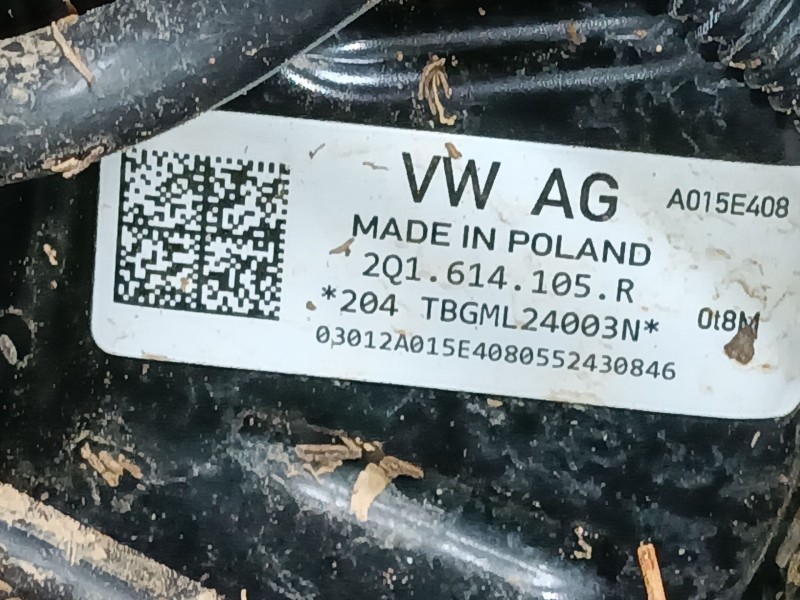 VW AG A015E408
MADE IN POLAND
2Q1.614.105.R
*204 TBGML24003N* 0t8M
03012A015E4080552430846